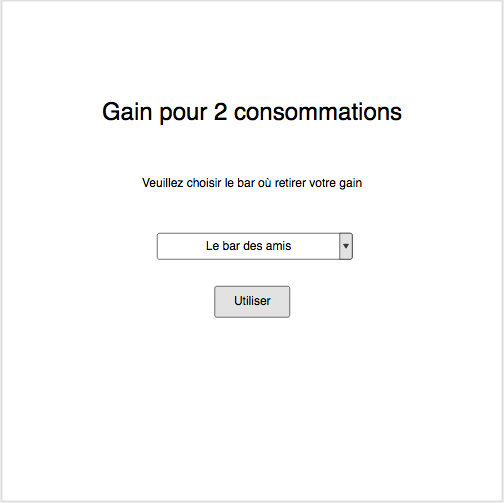 Gain pour 2 consommations
Veuillez choisir le bar où retirer votre gain
Le bar des amis
Utiliser